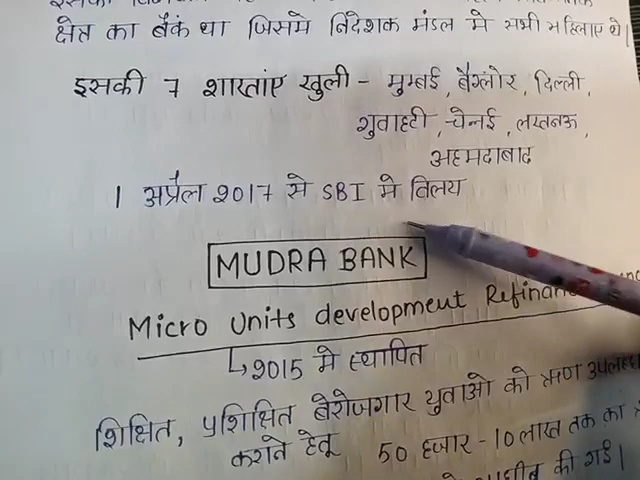 क्षेत्र का बैंक था जिसमे निदेशक मंडल मे सभी महिलाए थे|
इसकी 7 शाखाएं खुली - मुम्बई, बैंग्लोर, दिल्ली,
गुवाहटी, चेनई, लखनऊ,
अहमदाबाद
1 अप्रैल 2017 से SBI मे विलय
MUDRA BANK
Micro Units development Refinance
↳2015 मे स्थापित
शिक्षित, प्रशिक्षित बेरोजगार युवाओ को ऋण उपलब्ध
कराने हेतू 50 हजार - 10 लाख तक का
की गई|